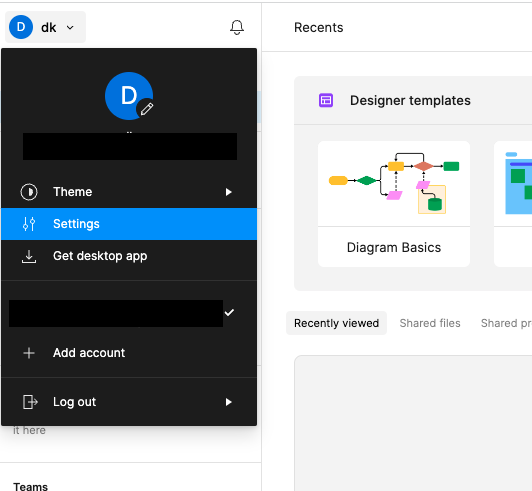 D dk
Recents
D
Theme
Settings
Get desktop app
Add account
Log out
it here
Teams
Designer templates
Diagram Basics
Recently viewed Shared files Shared pr